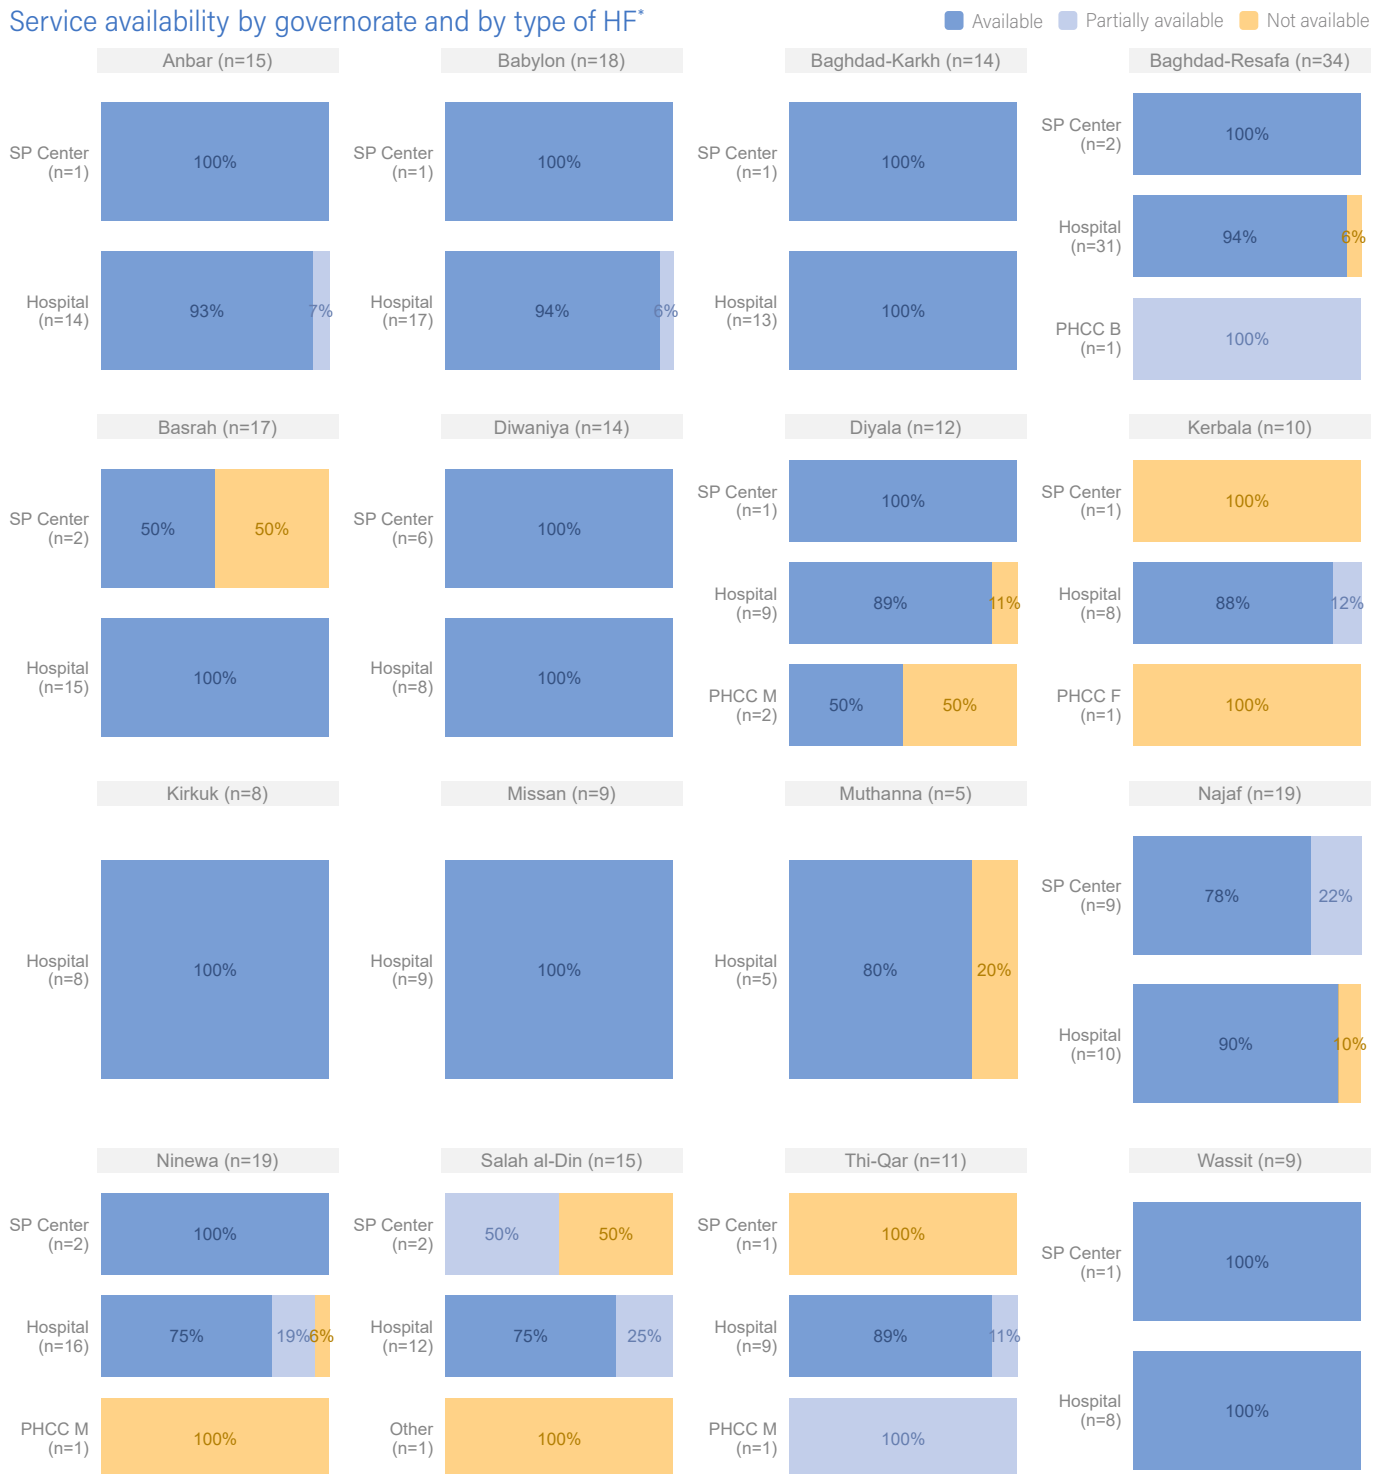 Service availability by governorate and by type of HF*
Available Partially available Not available
Anbar (n=15)
SP Center
(n=1)
100%
Hospital
(n=14)
93% 7%
Babylon (n=18)
SP Center
(n=1)
100%
Hospital
(n=17)
94% 6%
Baghdad-Karkh (n=14)
SP Center
(n=1)
100%
Hospital
(n=13)
100%
Baghdad-Resafa (n=34)
SP Center
(n=2)
100%
Hospital
(n=31)
94% 6%
PHCC B
(n=1)
100%
Basrah (n=17)
SP Center
(n=2)
50% 50%
Hospital
(n=15)
100%
Diwaniya (n=14)
SP Center
(n=6)
100%
Hospital
(n=8)
100%
Diyala (n=12)
SP Center
(n=1)
100%
Hospital
(n=9)
89% 11%
PHCC M
(n=2)
50% 50%
Kerbala (n=10)
SP Center
(n=1)
100%
Hospital
(n=8)
88% 12%
PHCC F
(n=1)
100%
Kirkuk (n=8)
Hospital
(n=8)
100%
Missan (n=9)
Hospital
(n=9)
100%
Muthanna (n=5)
Hospital
(n=5)
80% 20%
Najaf (n=19)
SP Center
(n=9)
78% 22%
Hospital
(n=10)
90% 10%
Ninewa (n=19)
SP Center
(n=2)
100%
Hospital
(n=16)
75% 19% 6%
PHCC M
(n=1)
100%
Salah al-Din (n=15)
SP Center
(n=2)
50% 50%
Hospital
(n=12)
75% 25%
Other
(n=1)
100%
Thi-Qar (n=11)
SP Center
(n=1)
100%
Hospital
(n=9)
89% 11%
PHCC M
(n=1)
100%
Wassit (n=9)
SP Center
(n=1)
100%
Hospital
(n=8)
100%